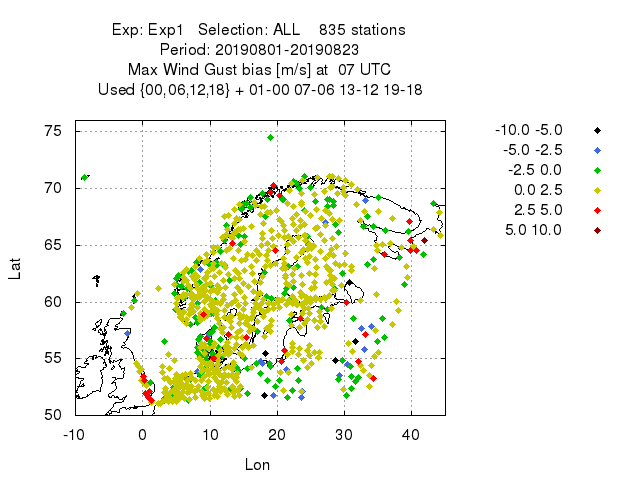 Exp: Exp1   Selection: ALL    835 stations
Period: 20190801-20190823
Max Wind Gust bias [m/s] at  07 UTC
Used {00,06,12,18} + 01-00 07-06 13-12 19-18
-10.0 -5.0
-5.0 -2.5
-2.5 0.0
0.0 2.5
2.5 5.0
5.0 10.0
75
70
65
60
55
50
Lat
-10 0 10 20 30 40
Lon